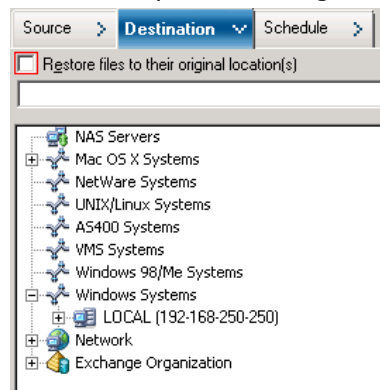 Source > Destination Schedule >
Restore files to their original location(s)
NAS Servers
Mac OS X Systems
NetWare Systems
UNIX/Linux Systems
AS400 Systems
VMS Systems
Windows 98/Me Systems
Windows Systems
LOCAL (192-168-250-250)
Network
Exchange Organization